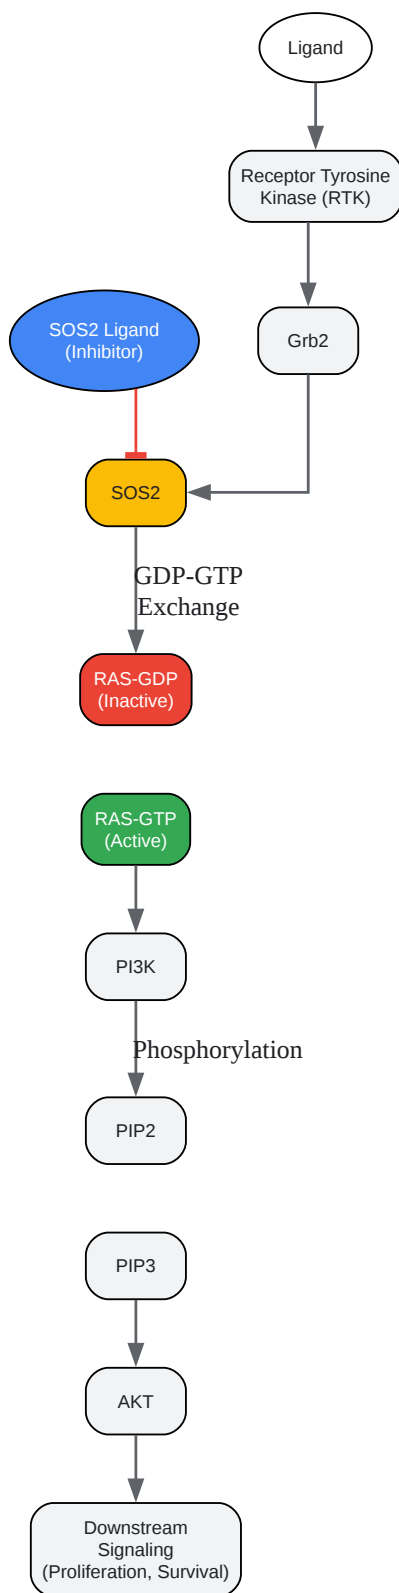 Ligand
Receptor Tyrosine
Kinase (RTK)
SOS2 Ligand
(Inhibitor)
Grb2
SOS2
GDP-GTP
Exchange
RAS-GDP
(Inactive)
RAS-GTP
(Active)
PI3K
Phosphorylation
PIP2
PIP3
AKT
Downstream
Signaling
(Proliferation, Survival)